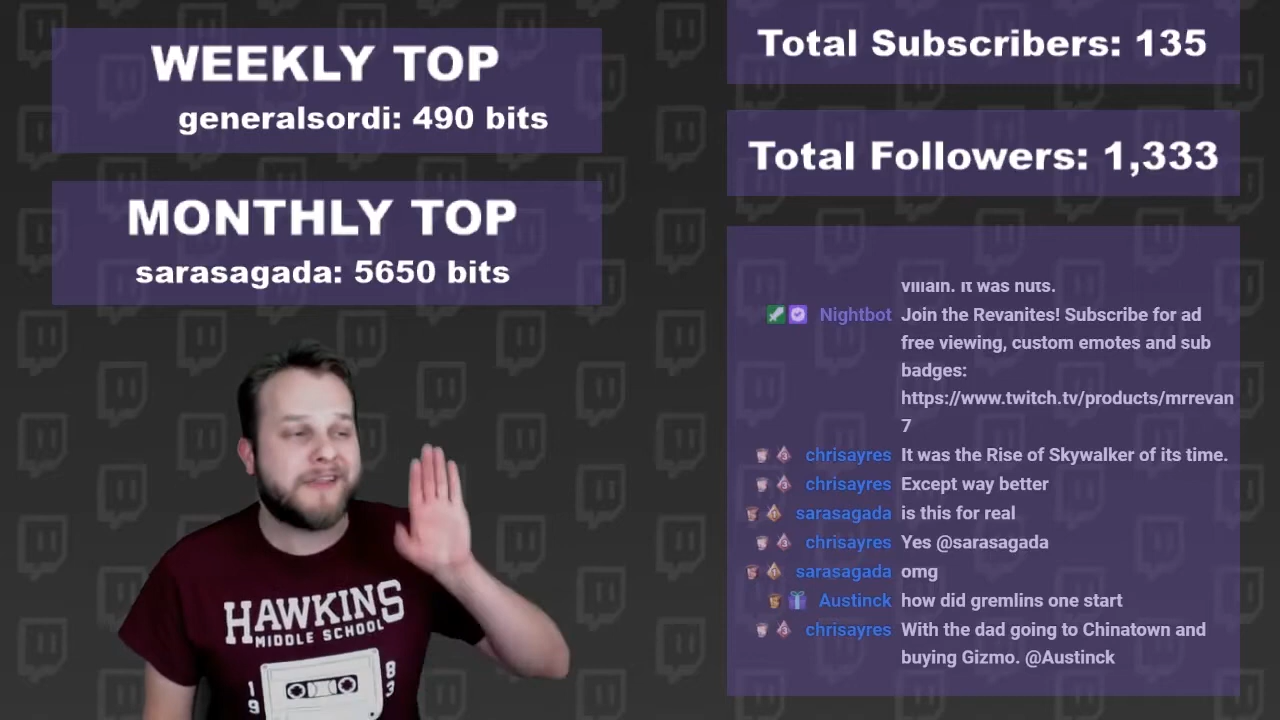 WEEKLY TOP
generalsordi: 490 bits
MONTHLY TOP
sarasagada: 5650 bits
Total Subscribers: 135
Total Followers: 1,333
villain. It was nuts.
Nightbot Join the Revanites! Subscribe for ad
free viewing, custom emotes and sub
badges:
https://www.twitch.tv/products/mrrevan
7
chrisayres It was the Rise of Skywalker of its time.
chrisayres Except way better
sarasagada is this for real
chrisayres Yes @sarasagada
sarasagada omg
Austinck how did gremlins one start
chrisayres With the dad going to Chinatown and
buying Gizmo. @Austinck
HAWKINS
MIDDLE SCHOOL
19 83